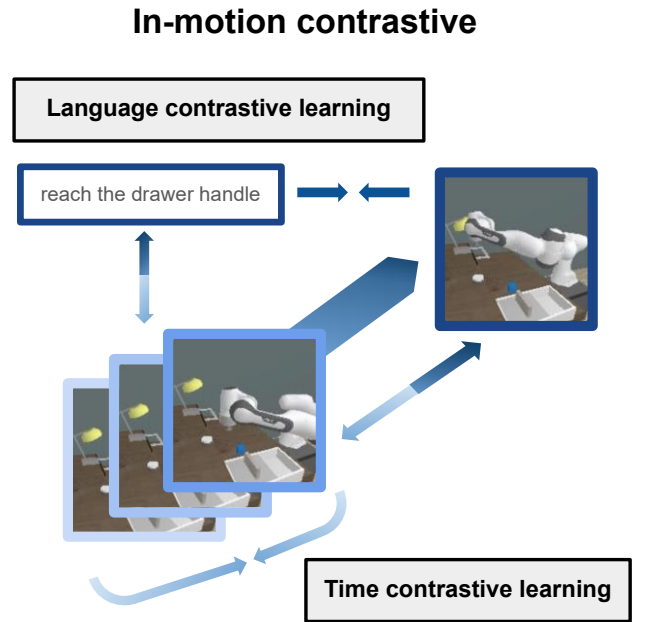 In-motion contrastive
Language contrastive learning
reach the drawer handle
Time contrastive learning